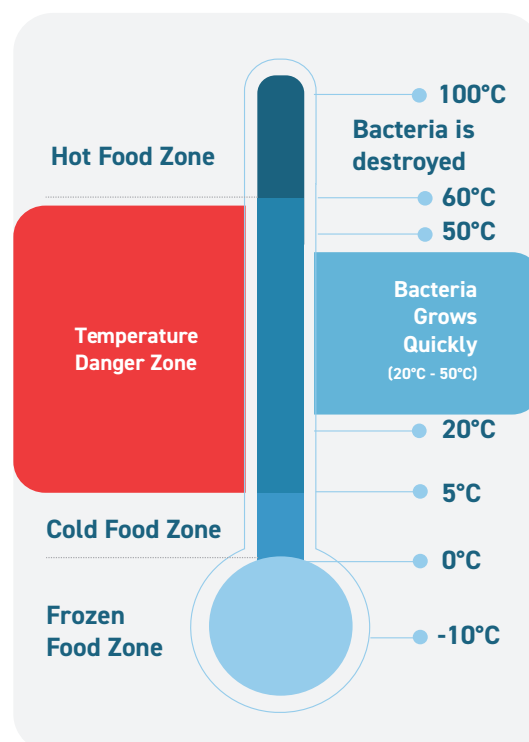 100°C
Hot Food Zone
Bacteria is
destroyed
60°C
50°C
Temperature
Danger Zone
Bacteria
Grows
Quickly
(20°C - 50°C)
20°C
5°C
Cold Food Zone
0°C
Frozen
Food Zone
-10°C